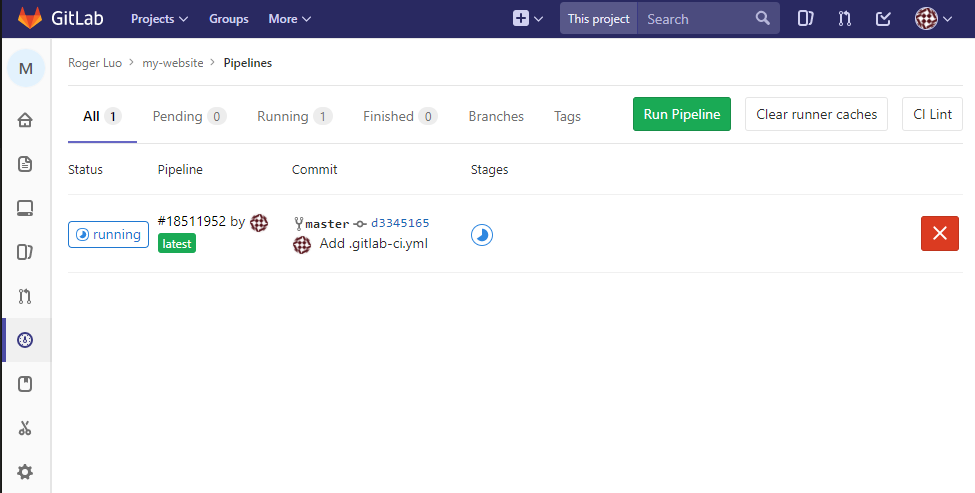 GitLab Projects Groups More This project Search
M
Roger Luo > my-website > Pipelines
All 1 Pending 0 Running 1 Finished 0 Branches Tags Run Pipeline Clear runner caches CI Lint
Status Pipeline Commit Stages
running #18511952 by master d3345165
latest Add .gitlab-ci.yml